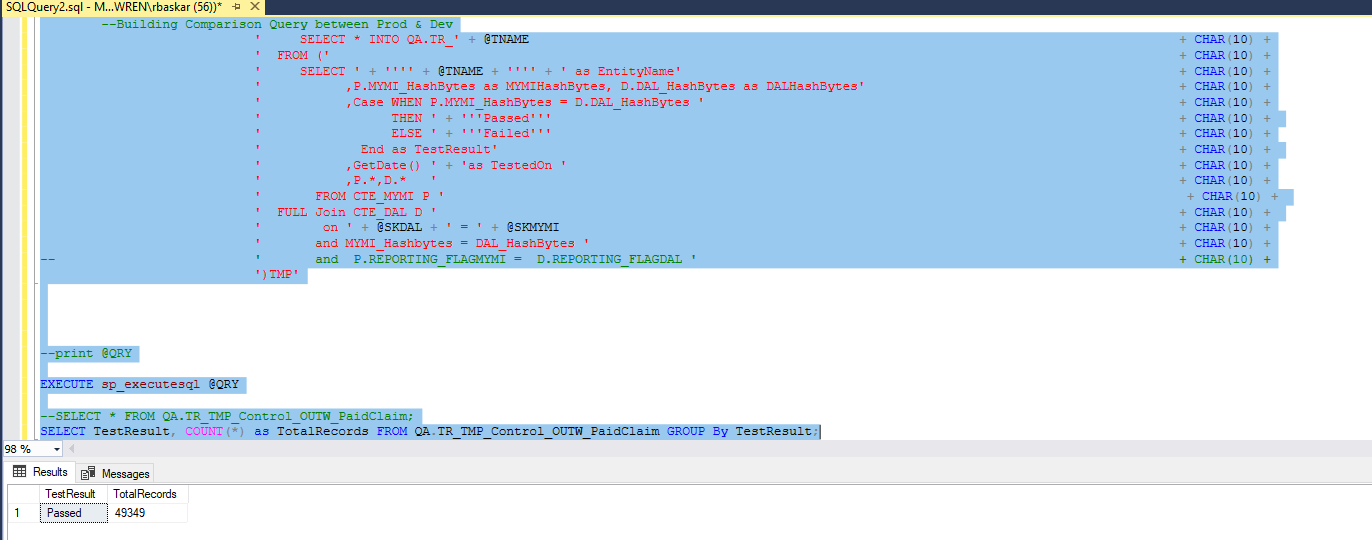 SQLQuery2.sql - M...WREN\rbaskar (56))*
--Building Comparison Query between Prod & Dev
' SELECT * INTO QA.TR_' + @TNAME + CHAR(10) +
' FROM (' + CHAR(10) +
' SELECT ' + '''' + @TNAME + '''' + ' as EntityName' + CHAR(10) +
' ,P.MYMI_HashBytes as MYMIHashBytes, D.DAL_HashBytes as DALHashBytes' + CHAR(10) +
' ,Case WHEN P.MYMI_HashBytes = D.DAL_HashBytes ' + CHAR(10) +
' THEN ' + '''Passed''' + CHAR(10) +
' ELSE ' + '''Failed''' + CHAR(10) +
' End as TestResult' + CHAR(10) +
' ,GetDate() ' + 'as TestedOn ' + CHAR(10) +
' ,P.*,D.* ' + CHAR(10) +
' FROM CTE_MYMI P ' + CHAR(10) +
' FULL Join CTE_DAL D ' + CHAR(10) +
' on ' + @SKDAL + ' = ' + @SKMYMI + CHAR(10) +
' and MYMI_Hashbytes = DAL_HashBytes ' + CHAR(10) +
-- ' and P.REPORTING_FLAGMYMI = D.REPORTING_FLAGDAL ' + CHAR(10) +
')TMP'
--print @QRY
EXECUTE sp_executesql @QRY
--SELECT * FROM QA.TR_TMP_Control_OUTW_PaidClaim;
SELECT TestResult, COUNT(*) as TotalRecords FROM QA.TR_TMP_Control_OUTW_PaidClaim GROUP By TestResult;
98 %
Results Messages
TestResult TotalRecords
1 Passed 49349